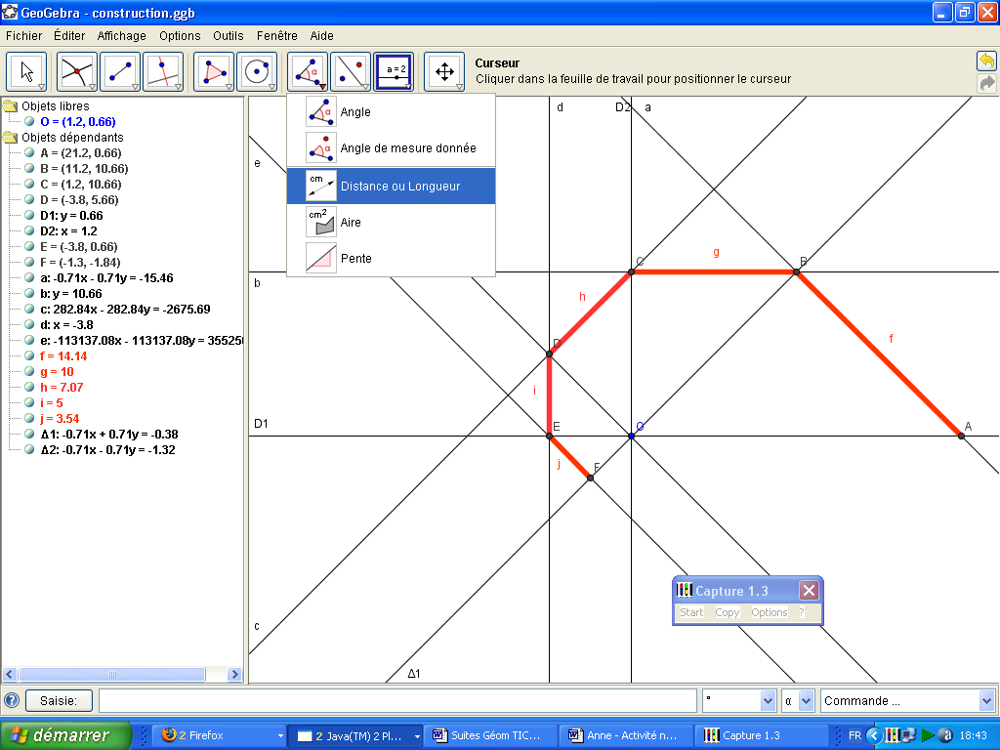 GeoGebra - construction.ggb
Fichier Éditer Affichage Options Outils Fenêtre Aide
a = 2
Curseur
Cliquer dans la feuille de travail pour positionner le curseur
Objets libres
O = (1.2, 0.66)
Objets dépendants
A = (21.2, 0.66)
B = (11.2, 10.66)
C = (1.2, 10.66)
D = (-3.8, 5.66)
D1: y = 0.66
D2: x = 1.2
E = (-3.8, 0.66)
F = (-1.3, -1.84)
a: -0.71x - 0.71y = -15.46
b: y = 10.66
c: 282.84x - 282.84y = -2675.69
d: x = -3.8
e: -113137.08x - 113137.08y = 35525
f = 14.14
g = 10
h = 7.07
i = 5
j = 3.54
Δ1: -0.71x + 0.71y = -0.38
Δ2: -0.71x - 0.71y = -1.32
α Angle
α Angle de mesure donnée
cm Distance ou Longueur
cm² Aire
Pente
d D2 a
e
C g B
b
h
D f
i
D1 E O A
j F
c
Δ1
Capture 1.3
Start Copy Options ?
Saisie: ° α Commande ...
démarrer 2 Firefox 2 Java(TM) 2 Pl... Suites Géom TIC... Anne - Activité n... Capture 1.3 FR 18:43